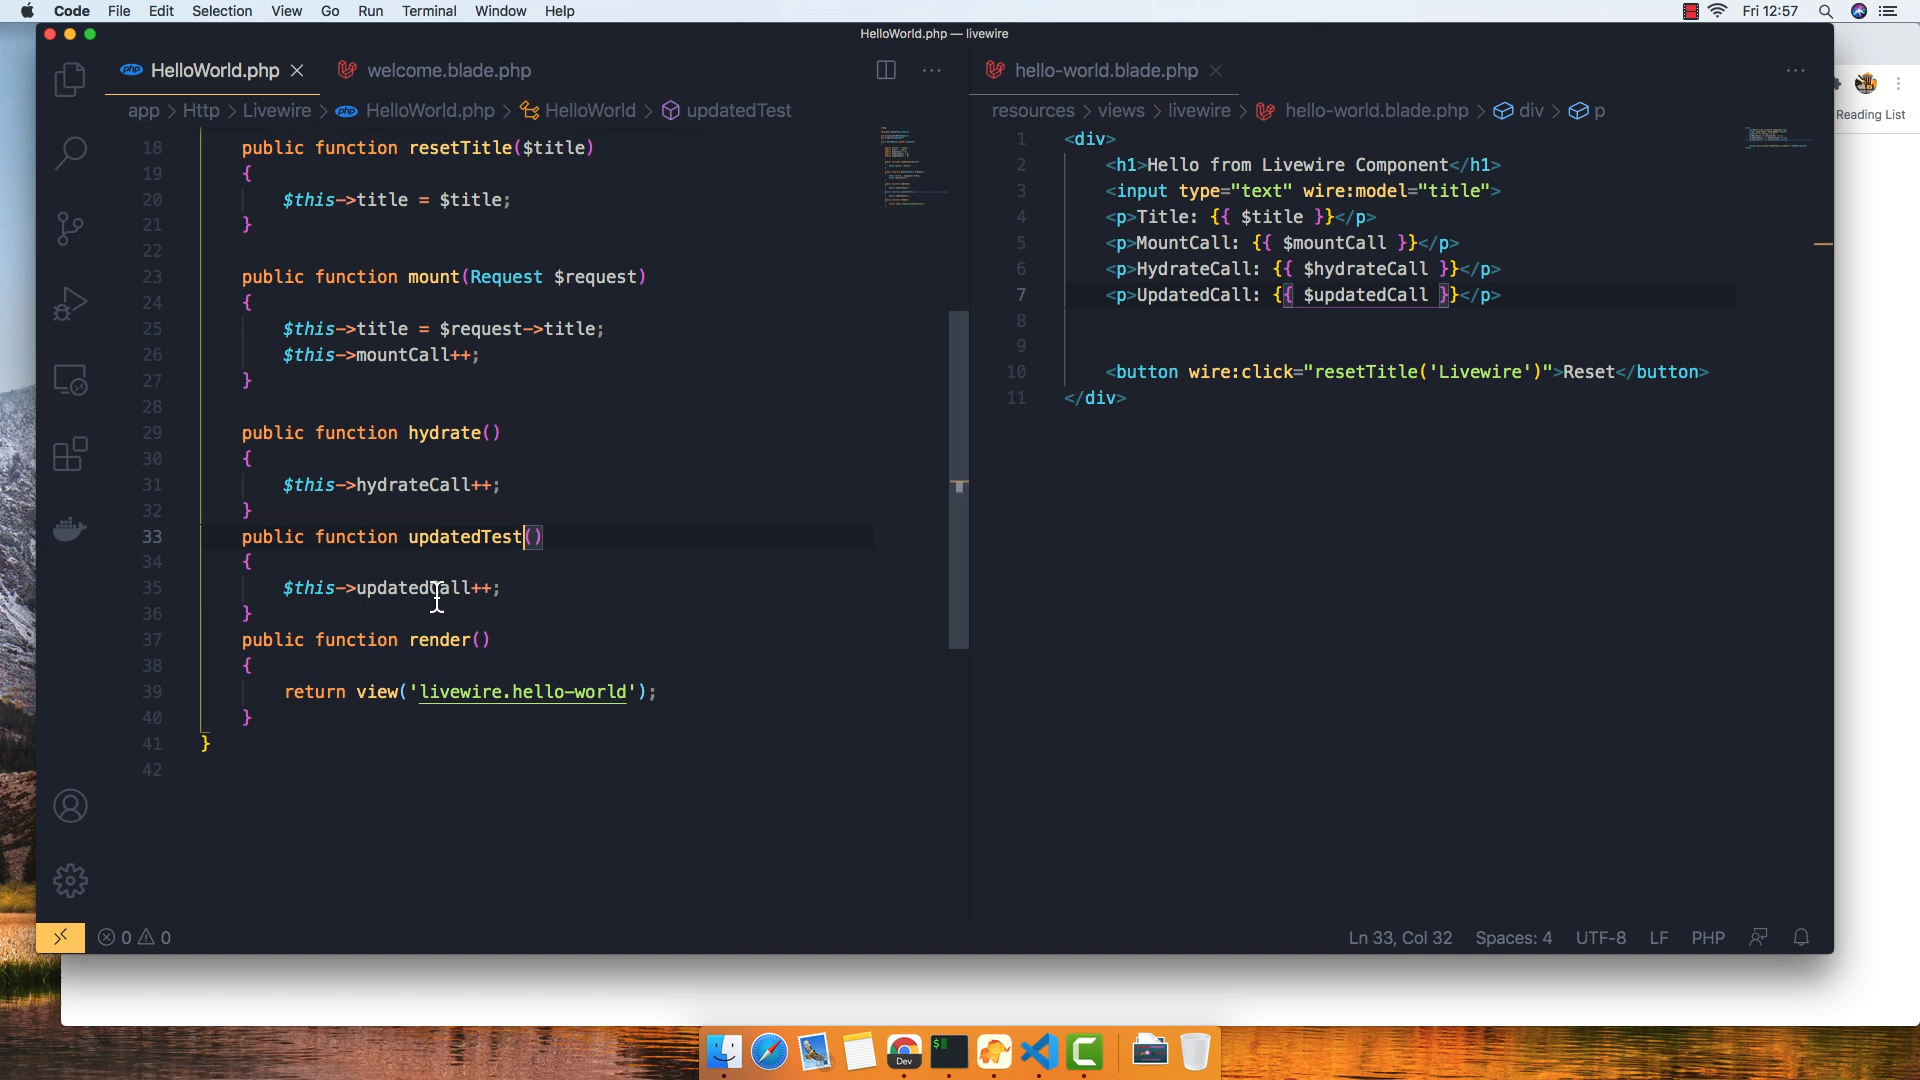 Code File Edit Selection View Go Run Terminal Window Help Fri 12:57
HelloWorld.php — livewire
HelloWorld.php welcome.blade.php
app > Http > Livewire > HelloWorld.php > HelloWorld > updatedTest
18 public function resetTitle($title)
19 {
20 $this->title = $title;
21 }
22
23 public function mount(Request $request)
24 {
25 $this->title = $request->title;
26 $this->mountCall++;
27 }
28
29 public function hydrate()
30 {
31 $this->hydrateCall++;
32 }
33 public function updatedTest()
34 {
35 $this->updatedCall++;
36 }
37 public function render()
38 {
39 return view('livewire.hello-world');
40 }
41 }
42
hello-world.blade.php
resources > views > livewire > hello-world.blade.php > div > p
1 <div>
2 <h1>Hello from Livewire Component</h1>
3 <input type="text" wire:model="title">
4 <p>Title: {{ $title }}</p>
5 <p>MountCall: {{ $mountCall }}</p>
6 <p>HydrateCall: {{ $hydrateCall }}</p>
7 <p>UpdatedCall: {{ $updatedCall }}</p>
8
9
10 <button wire:click="resetTitle('Livewire')">Reset</button>
11 </div>
Reading List
0 0 Ln 33, Col 32 Spaces: 4 UTF-8 LF PHP
Dev